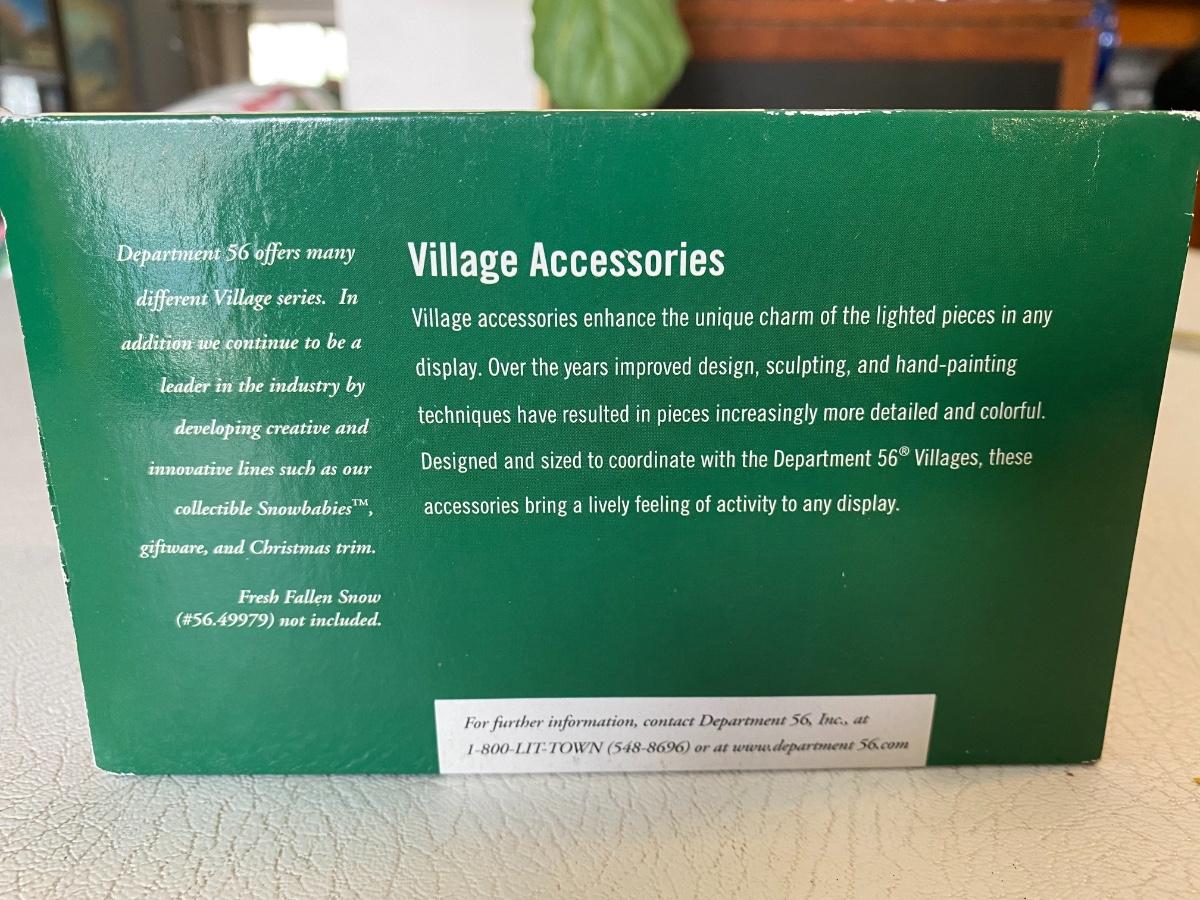 Department 56 offers many
different Village series. In
addition we continue to be a
leader in the industry by
developing creative and
innovative lines such as our
collectible Snowbabies™,
giftware, and Christmas trim.
Fresh Fallen Snow
(#56.49979) not included.
Village Accessories
Village accessories enhance the unique charm of the lighted pieces in any
display. Over the years improved design, sculpting, and hand-painting
techniques have resulted in pieces increasingly more detailed and colorful.
Designed and sized to coordinate with the Department 56® Villages, these
accessories bring a lively feeling of activity to any display.
For further information, contact Department 56, Inc., at
1-800-LIT-TOWN (548-8696) or at www.department 56.com